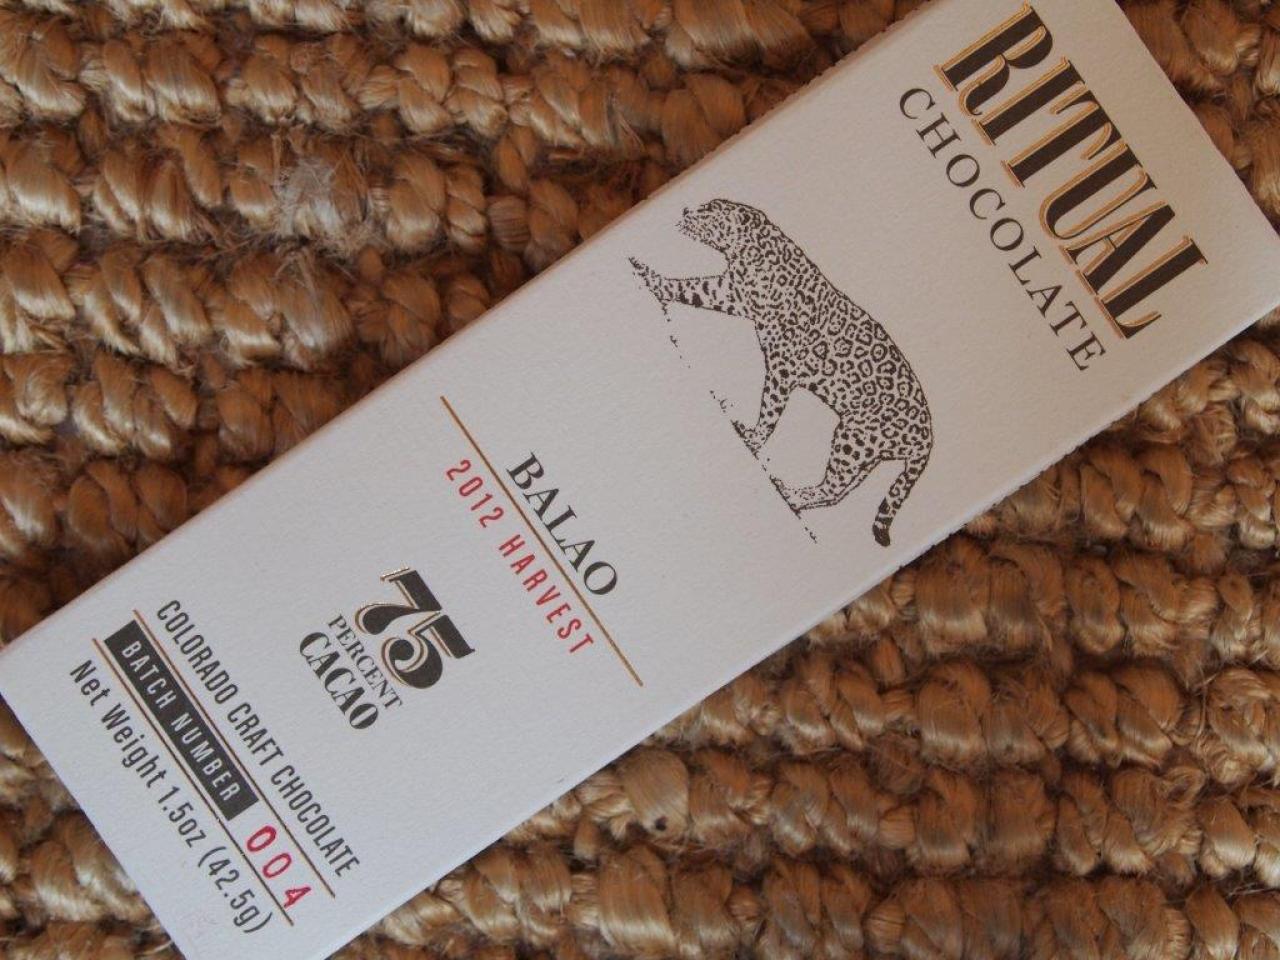 RITUAL
CHOCOLATE
BALAO
2012 HARVEST
75
PERCENT
CACAO
COLORADO CRAFT CHOCOLATE
BATCH NUMBER 004
Net Weight 1.5oz (42.5g)